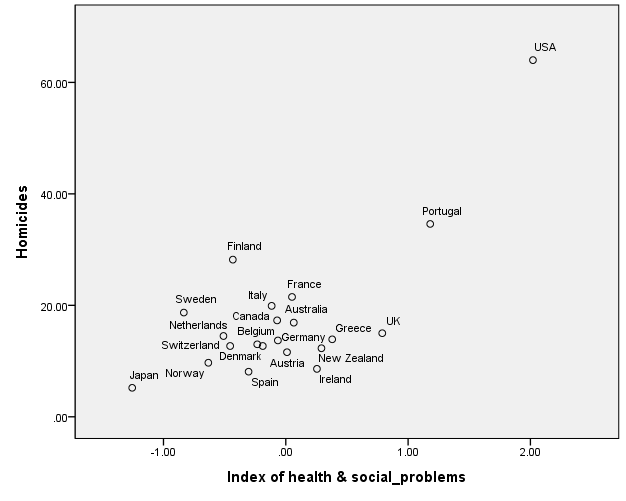 USA
60.00
Portugal
40.00
Homicides
Finland
France
Italy
Sweden
20.00
Australia
Canada
UK
Netherlands
Greece
Belgium
Germany
Switzerland
Denmark
New Zealand
Austria
Norway
Japan
Ireland
Spain
.00
-1.00
.00
1.00
2.00
Index of health & social_problems